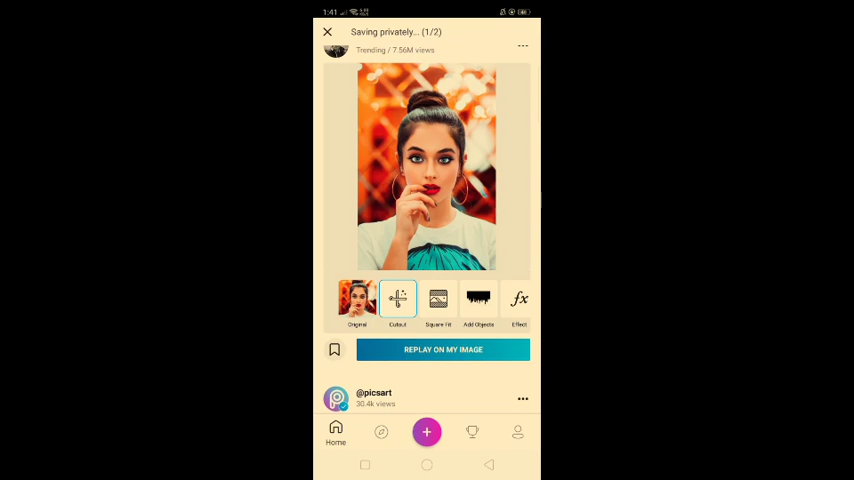 1:41
Saving privately... (1/2)
Trending / 7.56M views
Original
Cutout
Square Fit
Add Objects
fx
Effect
REPLAY ON MY IMAGE
@picsart
30.4k views
Home